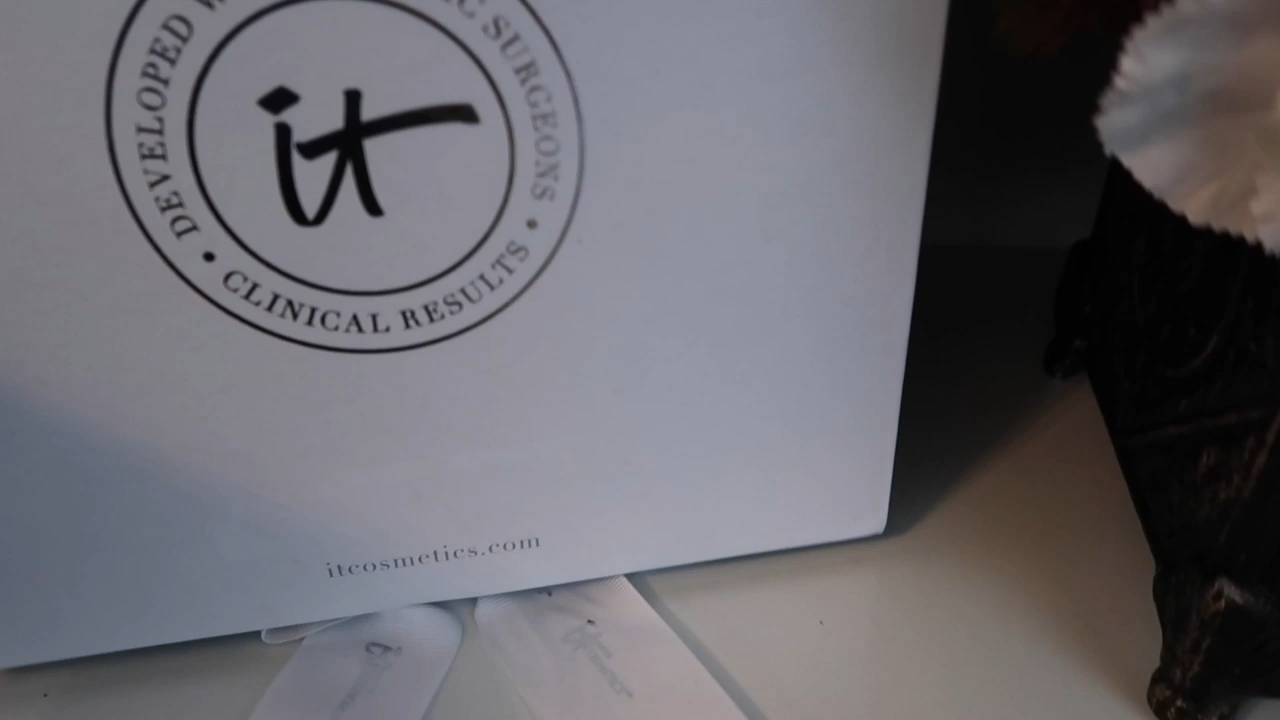 DEVELOPED
SURGEONS
it
• CLINICAL RESULTS •
itcosmetics.com